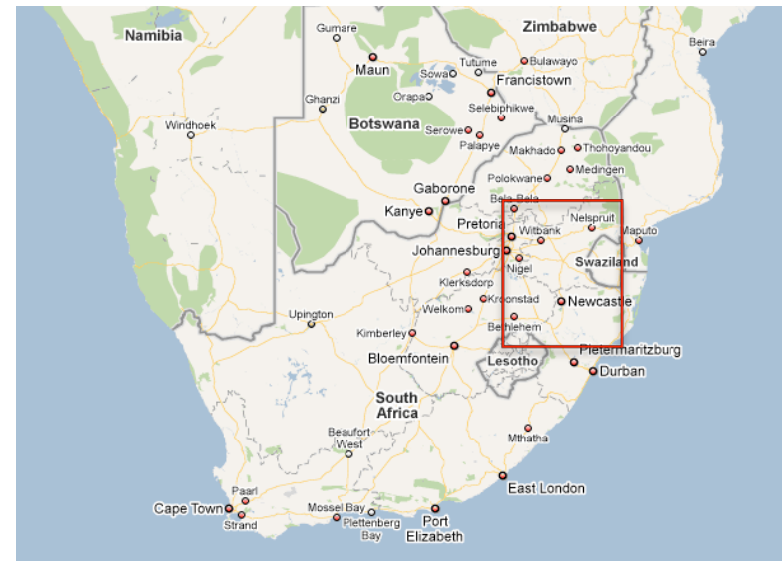 Gumare
Zimbabwe
Namibia
Beira
Tutume
Bulawayo
Maun
Sowa
Francistown
Orapa
Ghanzi
Selebiphikwe
Botswana
Musina
Windhoek
Serowe
Palapye
Makhado
Thohoyandou
Medingen
Polokwane
Gaborone
Bela-Bela
Kanye
Nelspruit
Pretoria
Witbank
Maputo
Johannesburg
Nigel
Swaziland
Klerksdorp
Kroonstad
Newcastle
Upington
Welkom
Bethlehem
Kimberley
Pietermaritzburg
Bloemfontein
Lesotho
Durban
South
Africa
Beaufort
West
Mthatha
East London
Paarl
Cape Town
Strand
Mossel Bay
Plettenberg
Bay
Port
Elizabeth